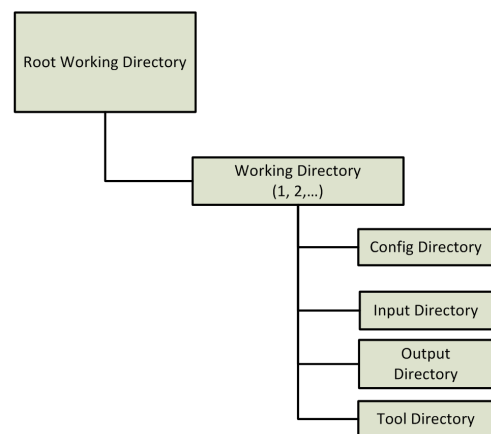 Root Working Directory
Working Directory
(1, 2,...)
Config Directory
Input Directory
Output
Directory
Tool Directory